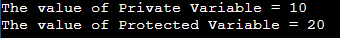 The value of Private Variable = 10
The value of Protected Variable = 20